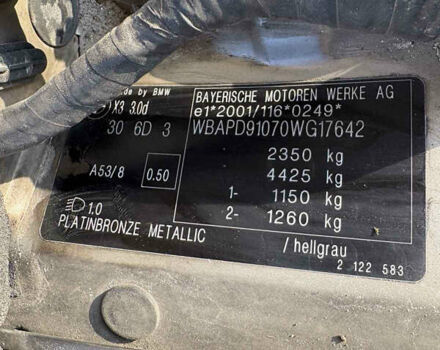 de by BMW
X3 3.0d
30 6D 3
A53/8 0.50
1.0
PLATINBRONZE METALLIC
BAYERISCHE MOTOREN WERKE AG
e1*2001/116*0249*
WBAPD91070WG17642
2350 kg
4425 kg
1- 1150 kg
2- 1260 kg
/hellgrau
2 122 583